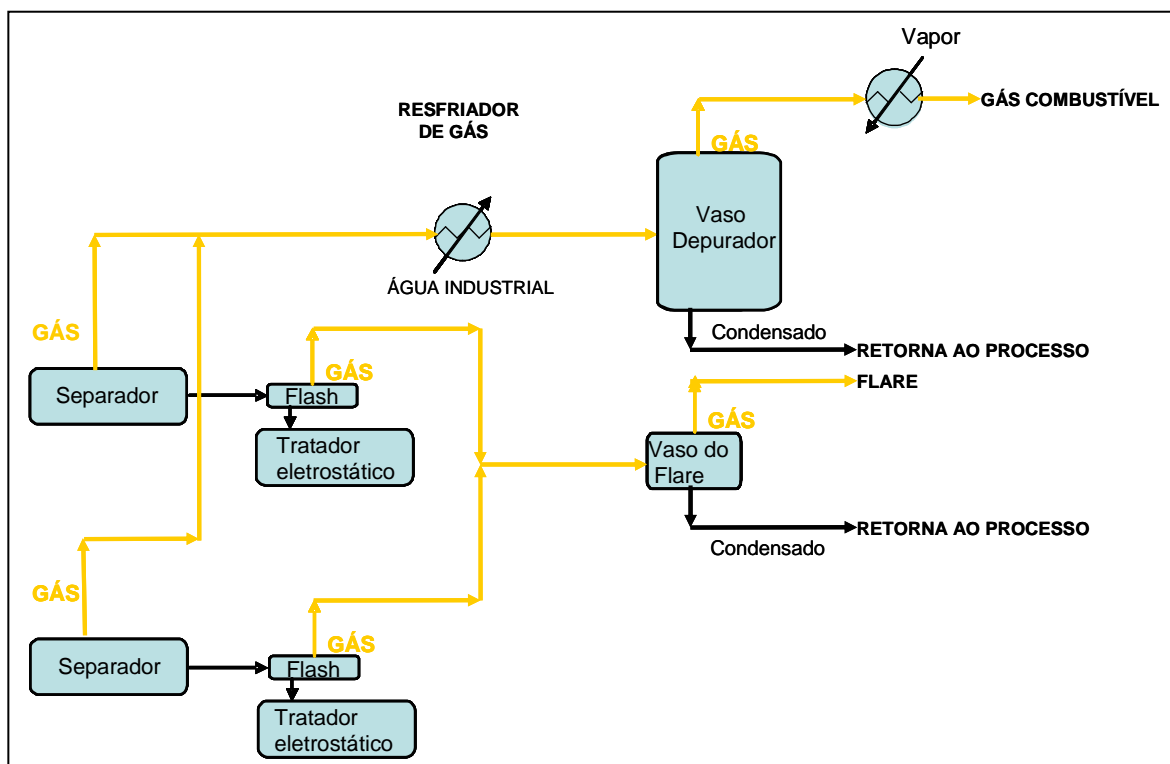 Vapor
GÁS COMBUSTÍVEL
RESFRIADOR
DE GÁS
GÁS
Vaso
Depurador
ÁGUA INDUSTRIAL
GÁS
Condensado
RETORNA AO PROCESSO
GÁS
FLARE
Separador
Flash
GÁS
Tratador
eletrostático
Vaso do
Flare
RETORNA AO PROCESSO
Condensado
GÁS
GÁS
Separador
Flash
Tratador
eletrostático